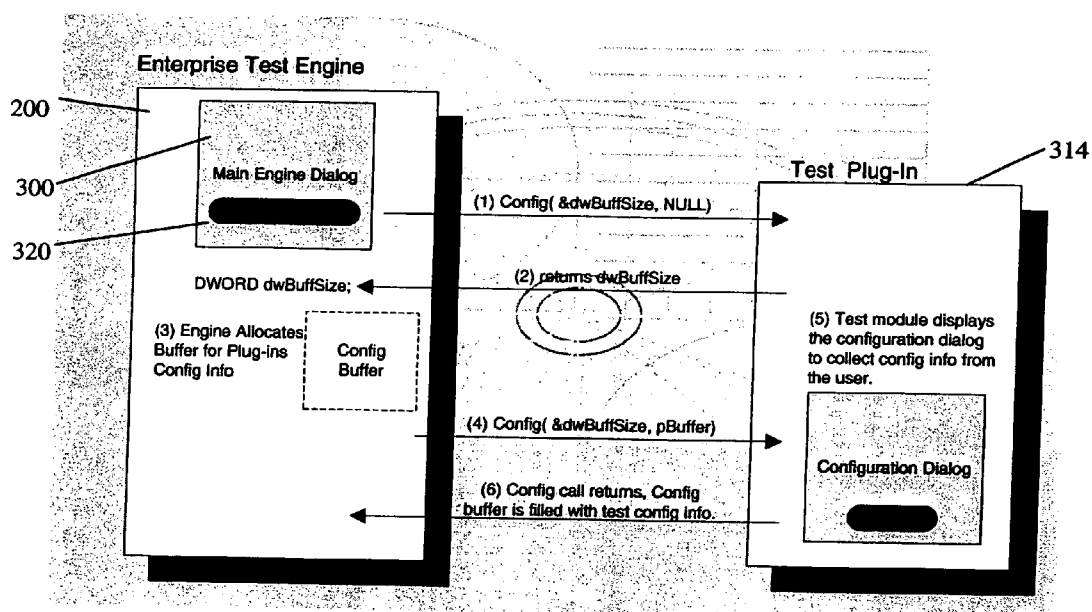 Enterprise Test Engine
200
300
Main Engine Dialog
320
Test Plug-In
314
(1) Config( &dwBuffSize, NULL)
(2) returns dwBuffSize
DWORD dwBuffSize;
(3) Engine Allocates
Buffer for Plug-ins
Config Info
Config
Buffer
(4) Config( &dwBuffSize, pBuffer)
(5) Test module displays
the configuration dialog
to collect config info from
the user.
Configuration Dialog
(6) Config call returns, Config
buffer is filled with test config info.